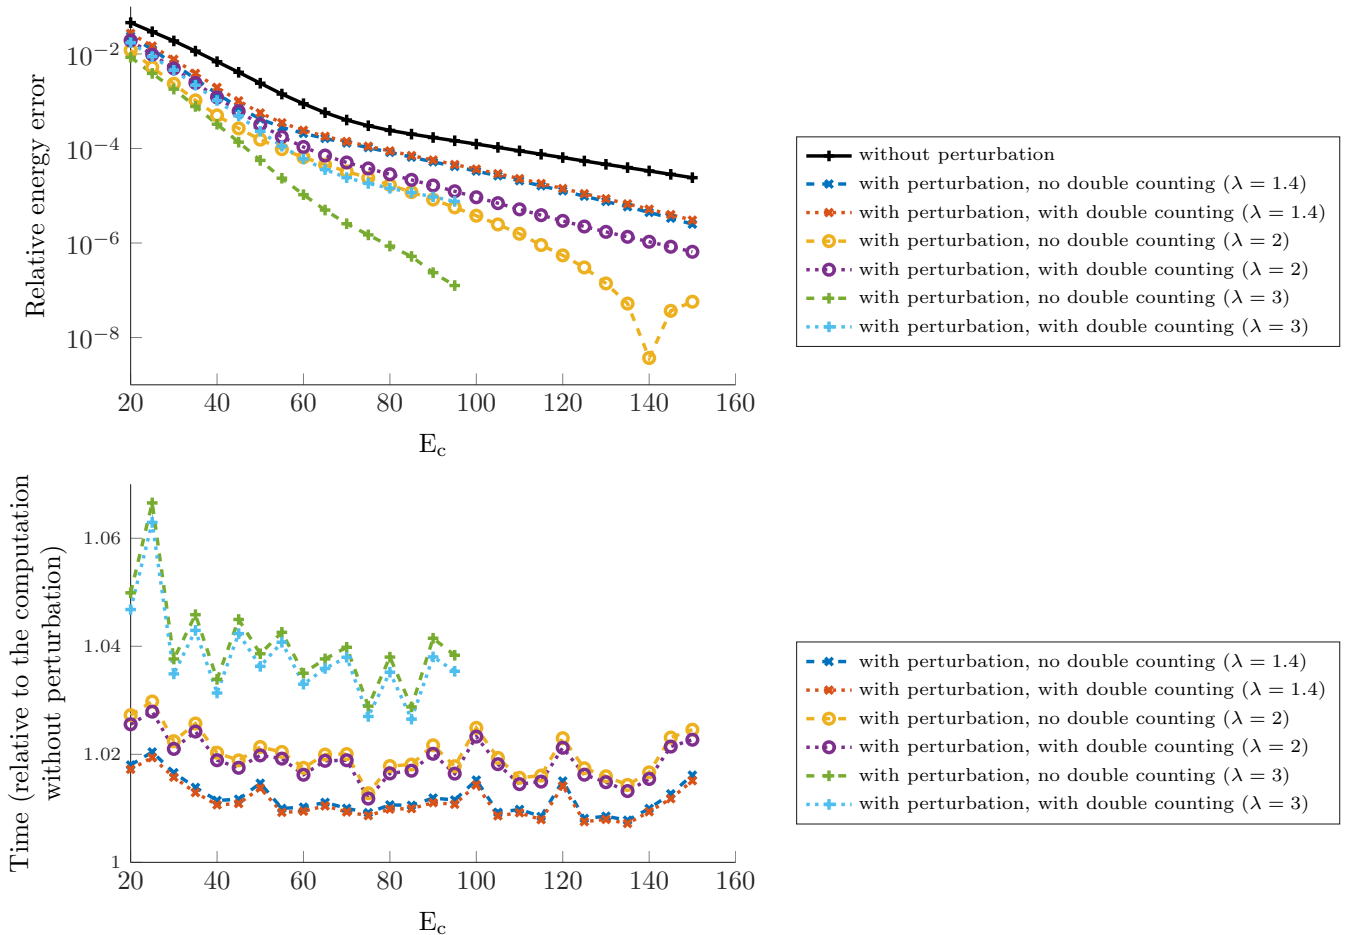 10⁻²
10⁻⁴
10⁻⁶
10⁻⁸
Relative energy error
20 40 60 80 100 120 140 160
E_c
without perturbation
with perturbation, no double counting (λ = 1.4)
with perturbation, with double counting (λ = 1.4)
with perturbation, no double counting (λ = 2)
with perturbation, with double counting (λ = 2)
with perturbation, no double counting (λ = 3)
with perturbation, with double counting (λ = 3)
1.06
1.04
1.02
1
Time (relative to the computation
without perturbation)
20 40 60 80 100 120 140 160
E_c
with perturbation, no double counting (λ = 1.4)
with perturbation, with double counting (λ = 1.4)
with perturbation, no double counting (λ = 2)
with perturbation, with double counting (λ = 2)
with perturbation, no double counting (λ = 3)
with perturbation, with double counting (λ = 3)